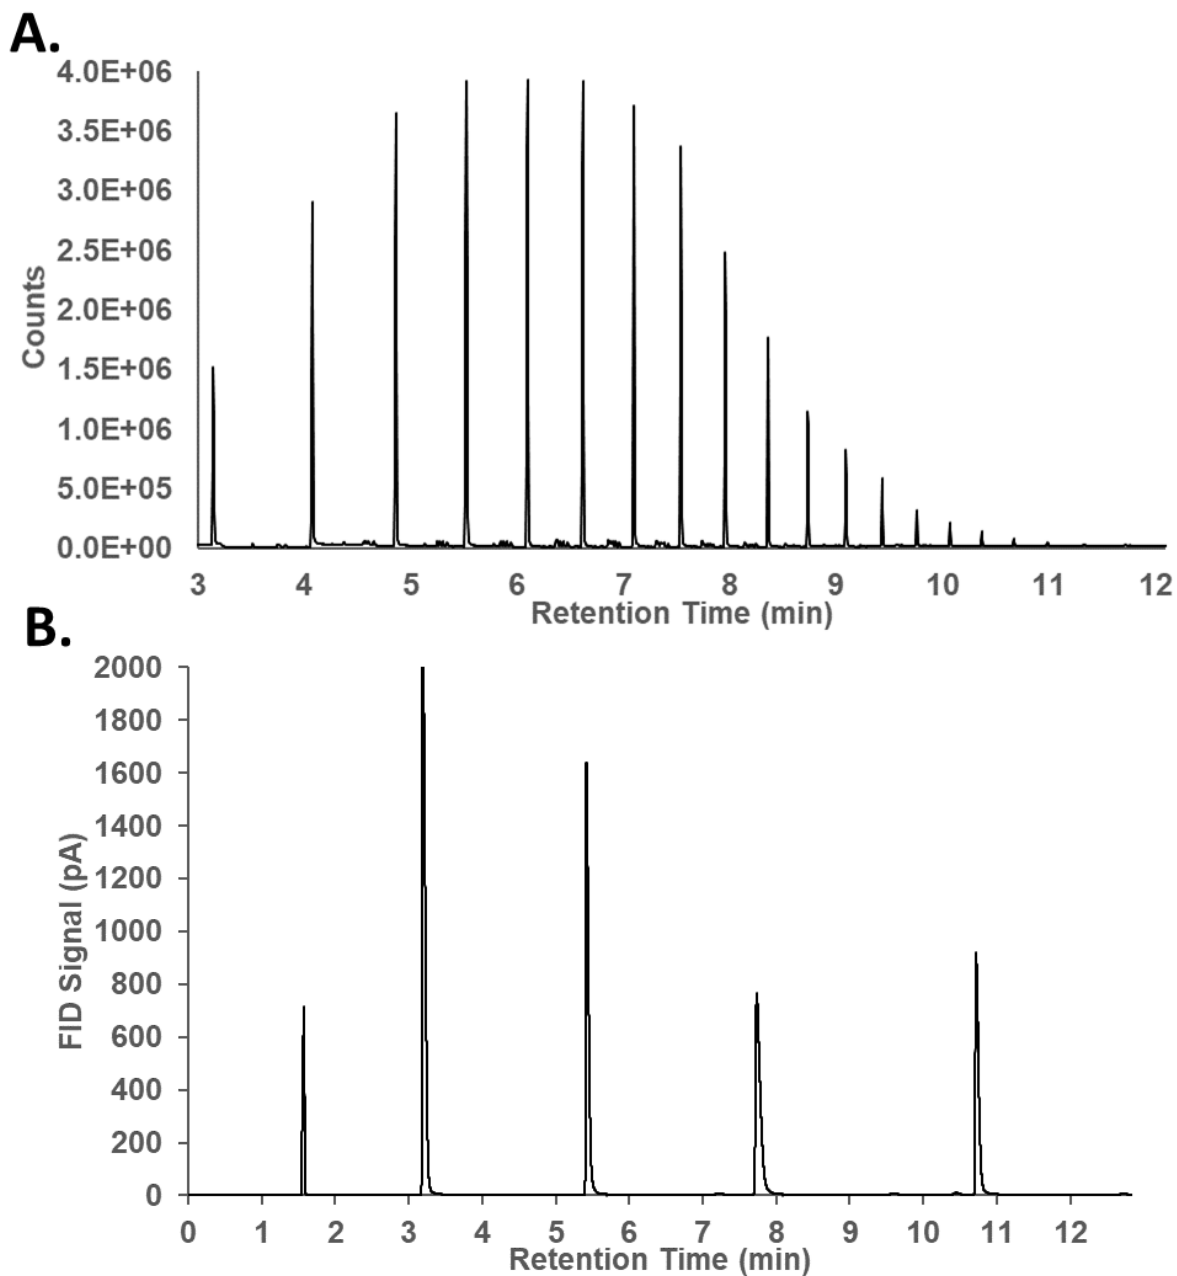 A.
4.0E+06
3.5E+06
3.0E+06
2.5E+06
2.0E+06
1.5E+06
1.0E+06
5.0E+05
0.0E+00
Counts
3 4 5 6 7 8 9 10 11 12
Retention Time (min)
B.
2000
1800
1600
1400
1200
1000
800
600
400
200
0
FID Signal (pA)
0 1 2 3 4 5 6 7 8 9 10 11 12
Retention Time (min)